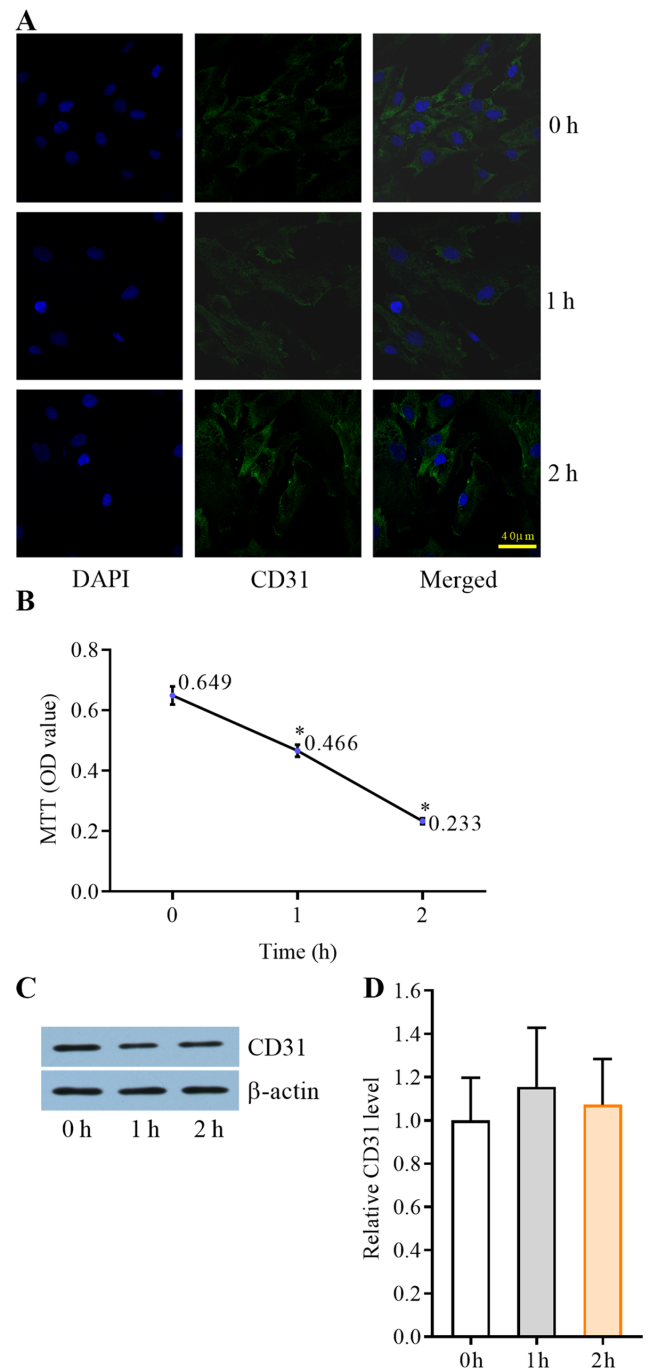 A
0 h
1 h
2 h
40μm
DAPI CD31 Merged
B
MTT (OD value)
0.8
0.6
0.4
0.2
0.0
0.649
*
0.466
*
0.233
0 1 2
Time (h)
C
CD31
β-actin
0 h 1 h 2 h
D
Relative CD31 level
1.6
1.4
1.2
1.0
0.8
0.6
0.4
0.2
0.0
0h 1h 2h